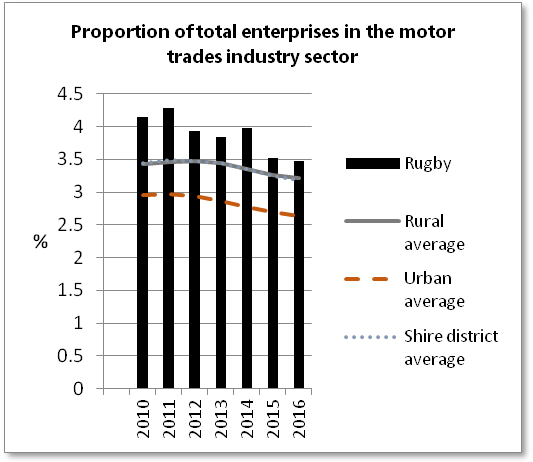 Proportion of total enterprises in the motor
trades industry sector
4.5
4
3.5
3
2.5
2
1.5
1
0.5
0
%
2010
2011
2012
2013
2014
2015
2016
Rugby
Rural
average
Urban
average
Shire district
average